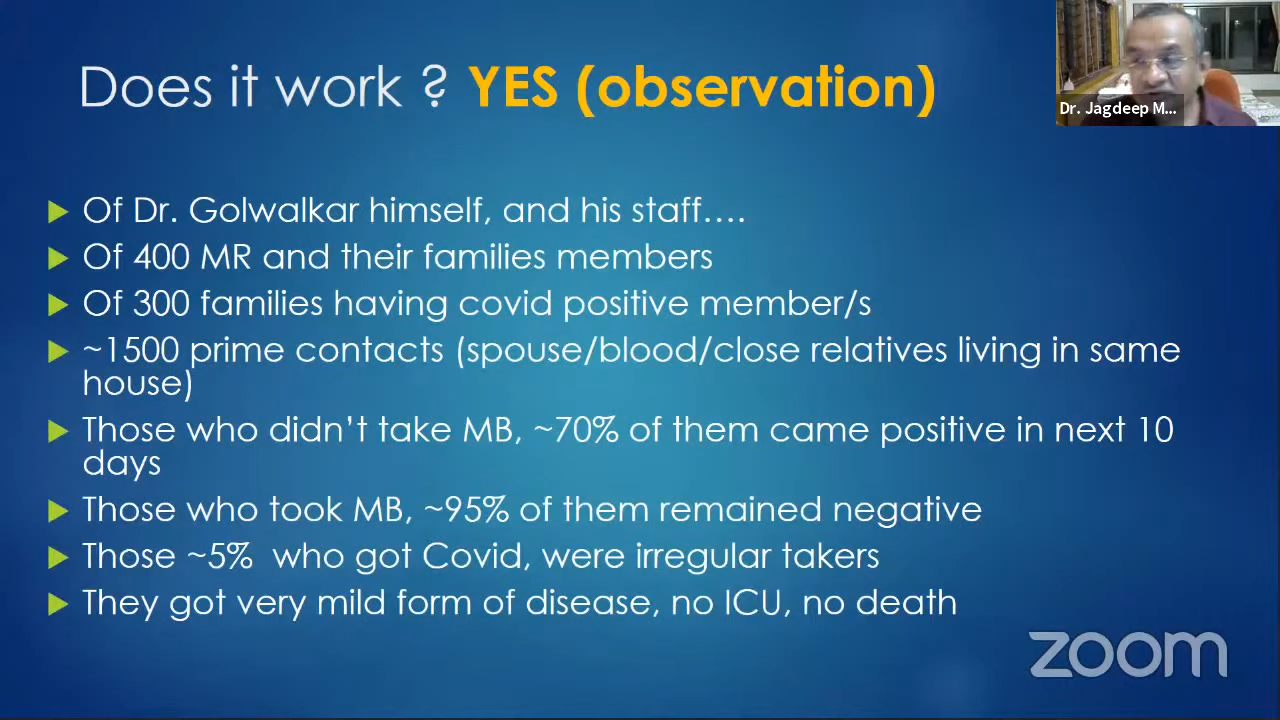 Does it work ? YES (observation)
Dr. Jagdeep M...
▶ Of Dr. Golwalkar himself, and his staff….
▶ Of 400 MR and their families members
▶ Of 300 families having covid positive member/s
▶ ~1500 prime contacts (spouse/blood/close relatives living in same
house)
▶ Those who didn’t take MB, ~70% of them came positive in next 10
days
▶ Those who took MB, ~95% of them remained negative
▶ Those ~5% who got Covid, were irregular takers
▶ They got very mild form of disease, no ICU, no death
zoom